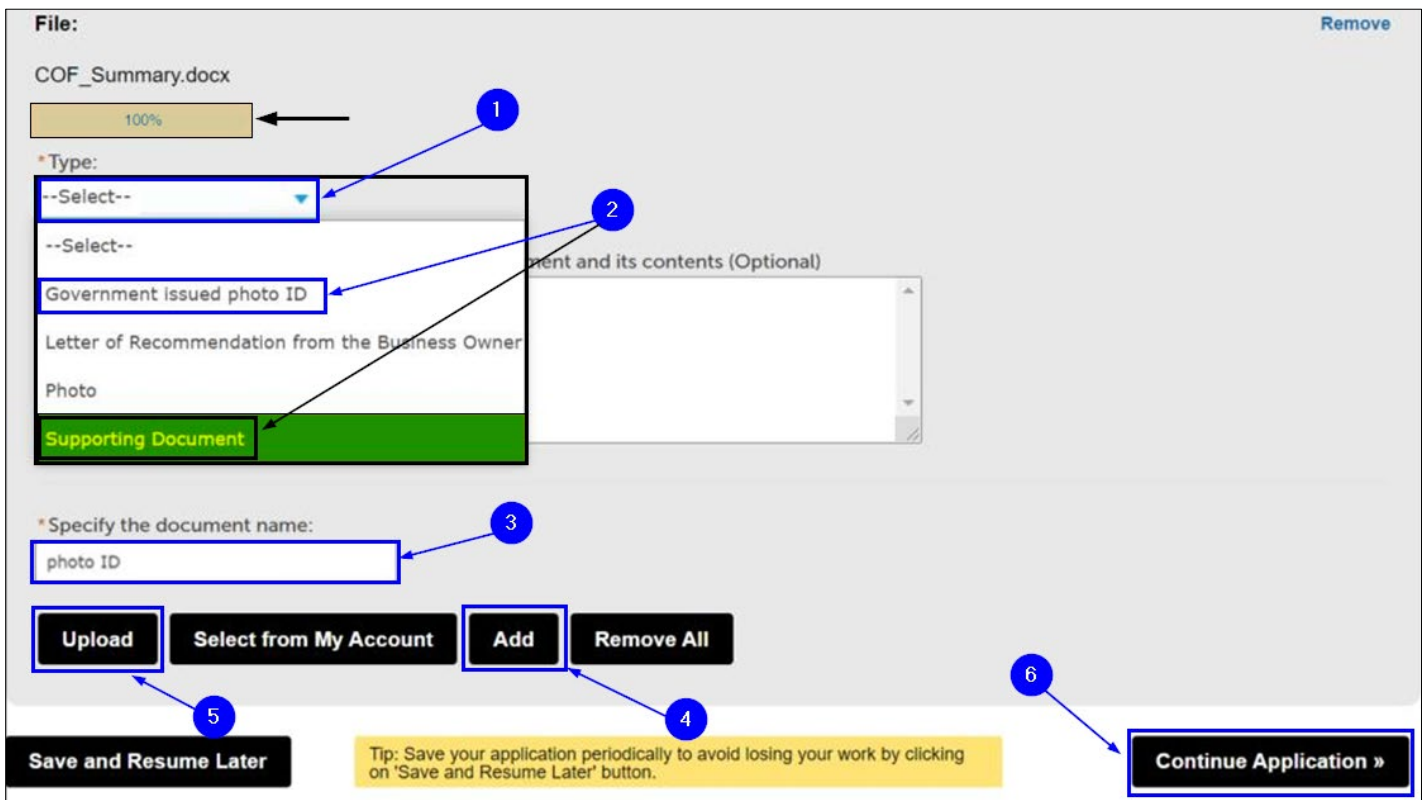 File:
Remove
COF_Summary.docx
100%
1
*Type:
--Select--
2
--Select--
ment and its contents (Optional)
Government issued photo ID
Letter of Recommendation from the Business Owner
Photo
Supporting Document
*Specify the document name:
3
photo ID
Upload
Select from My Account
Add
Remove All
6
5
4
Save and Resume Later
Tip: Save your application periodically to avoid losing your work by clicking
on 'Save and Resume Later' button.
Continue Application »